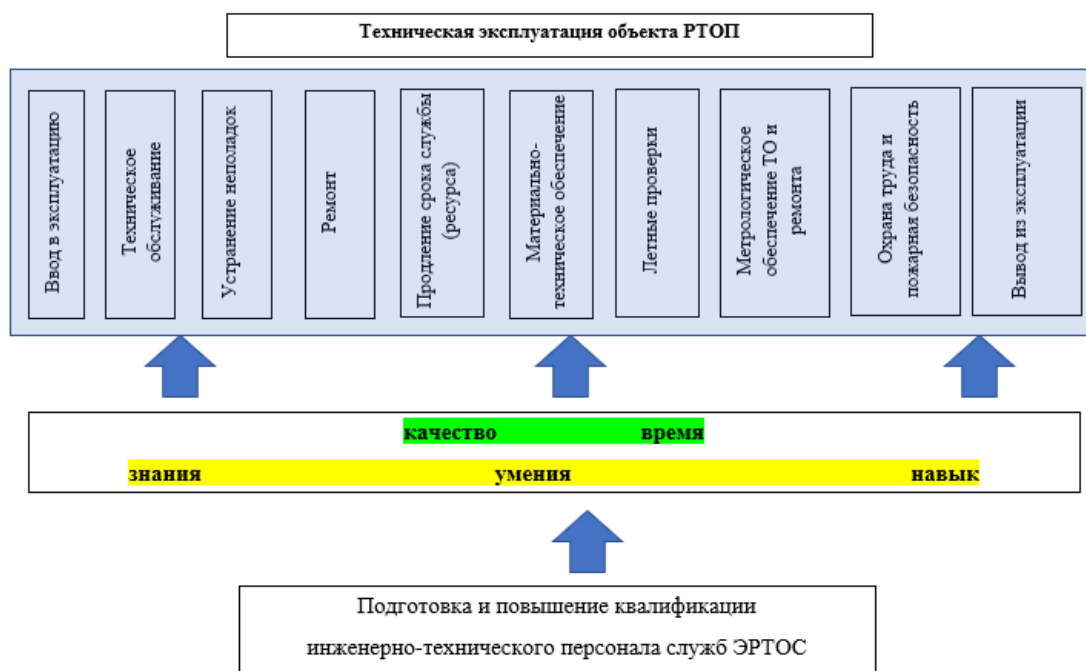 Техническая эксплуатация объекта РТОП
Ввод в эксплуатацию
Техническое
обслуживание
Устранение неполадок
Ремонт
Продление срока службы
(ресурса)
Материально-
техническое обеспечение
Летные проверки
Метрологическое
обеспечение ТО и
ремонта
Охрана труда и
пожарная безопасность
Вывод из эксплуатации
качество время
знания умения навык
Подготовка и повышение квалификации
инженерно-технического персонала служб ЭРТОС